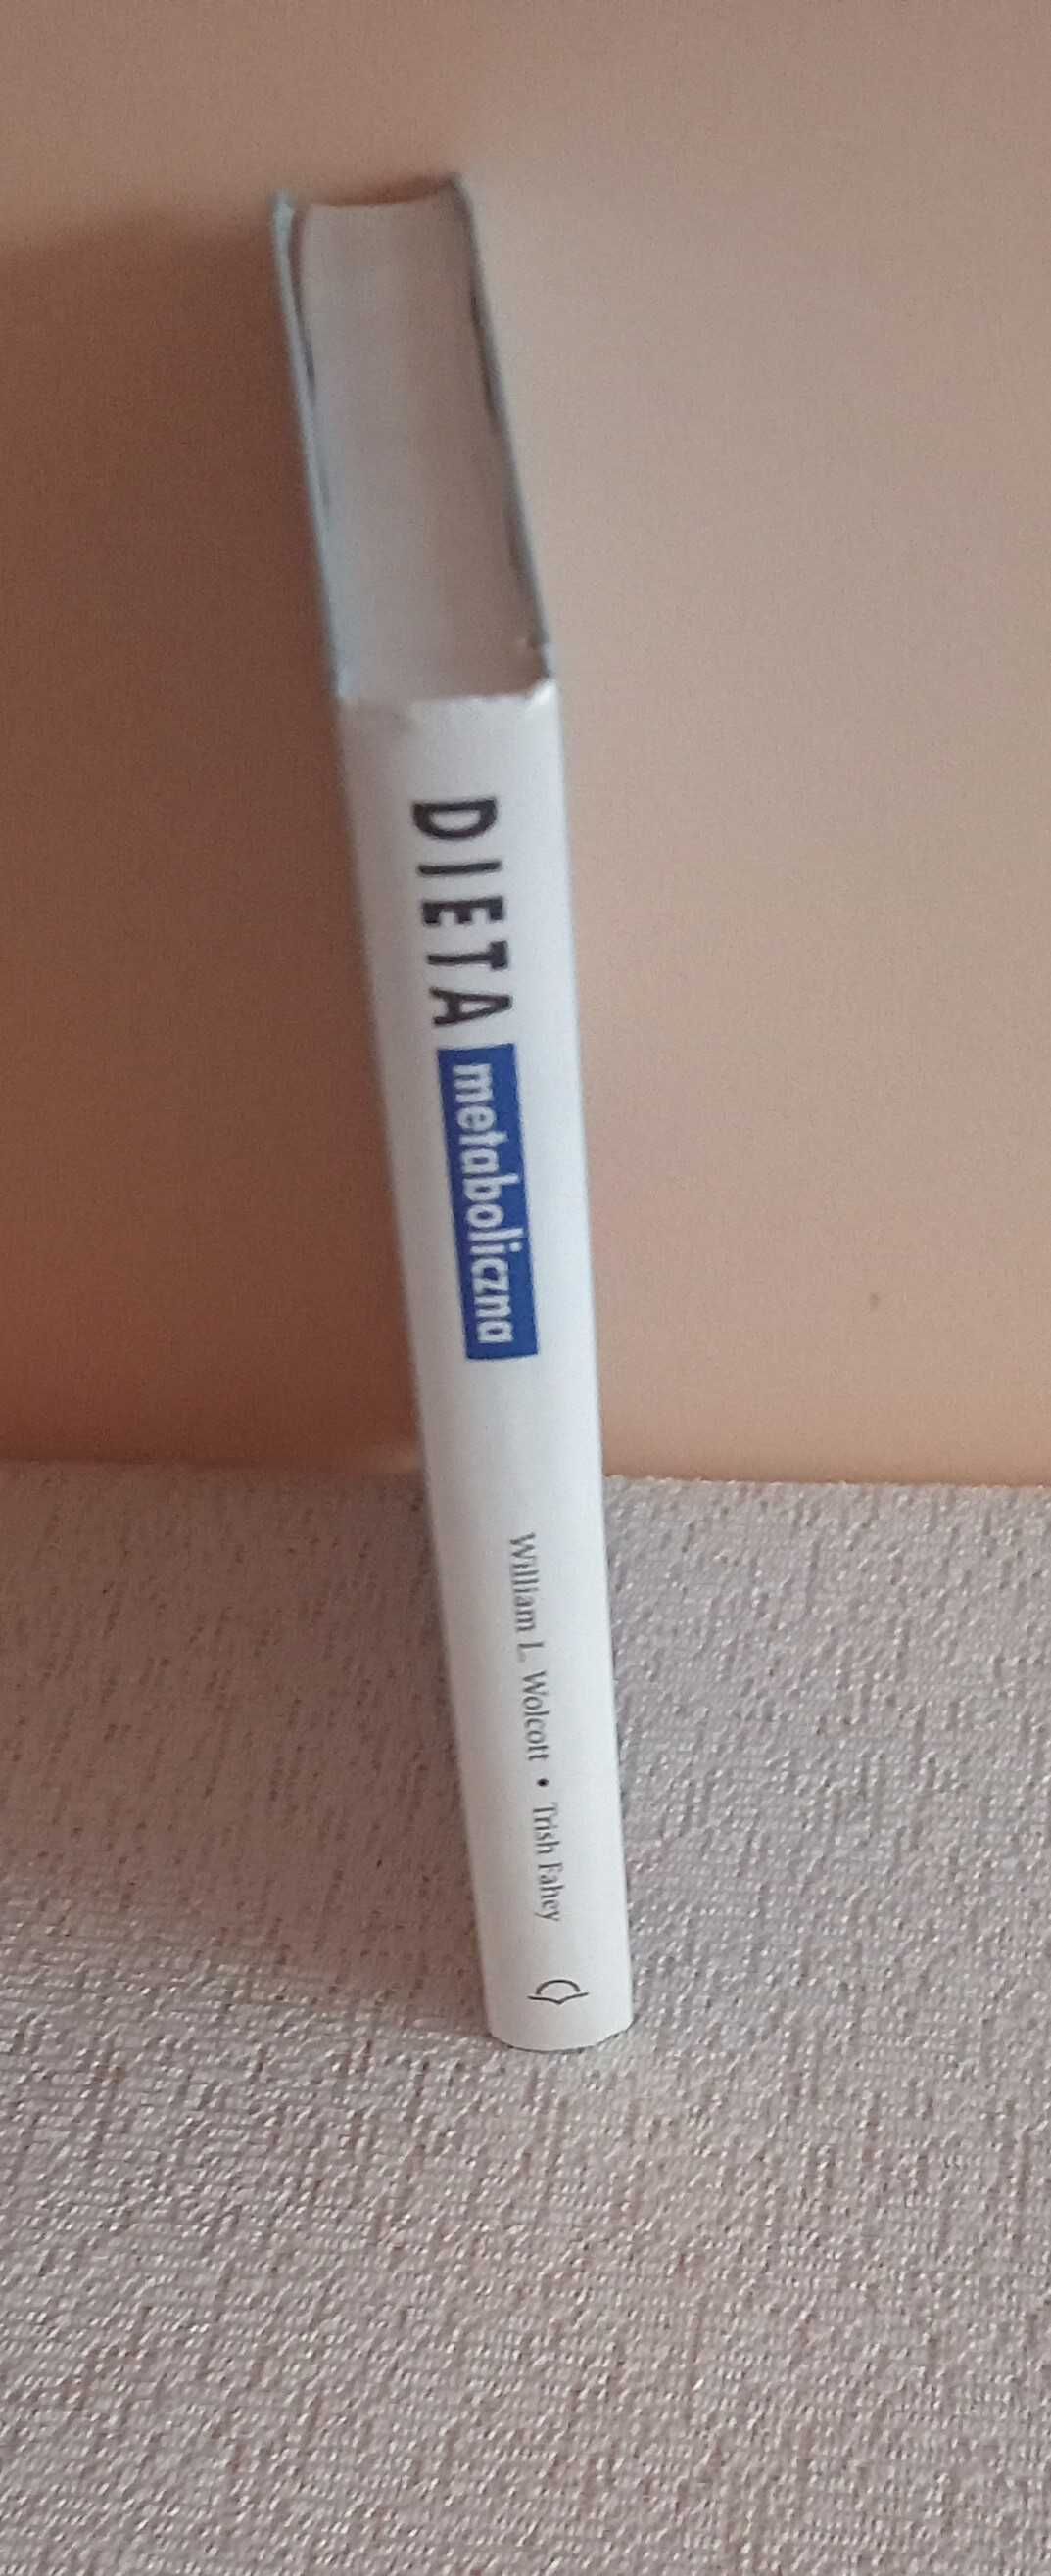 DIETA metaboliczna
William L. Wolcott • Trish Fahey